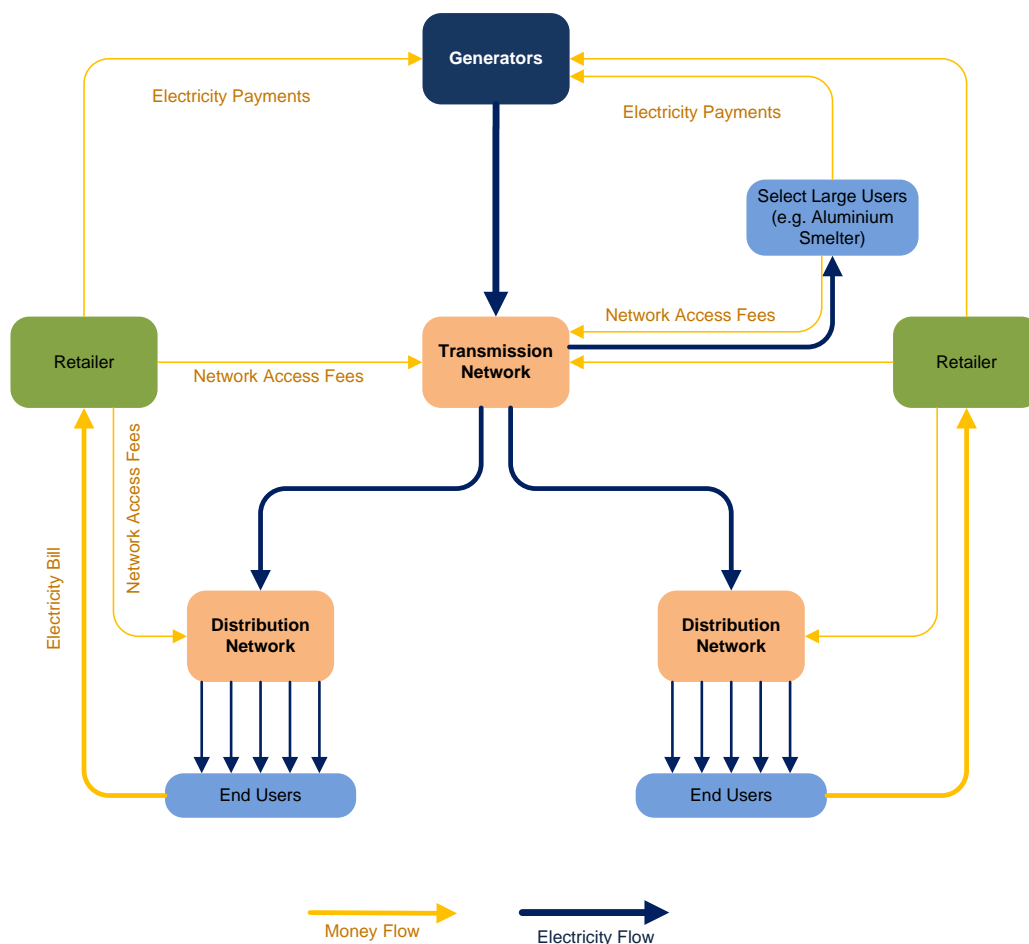 Generators
Electricity Payments
Electricity Payments
Select Large Users
(e.g. Aluminium
Smelter)
Network Access Fees
Retailer
Network Access Fees
Transmission
Network
Retailer
Network Access Fees
Electricity Bill
Distribution
Network
Distribution
Network
End Users
End Users
Money Flow
Electricity Flow